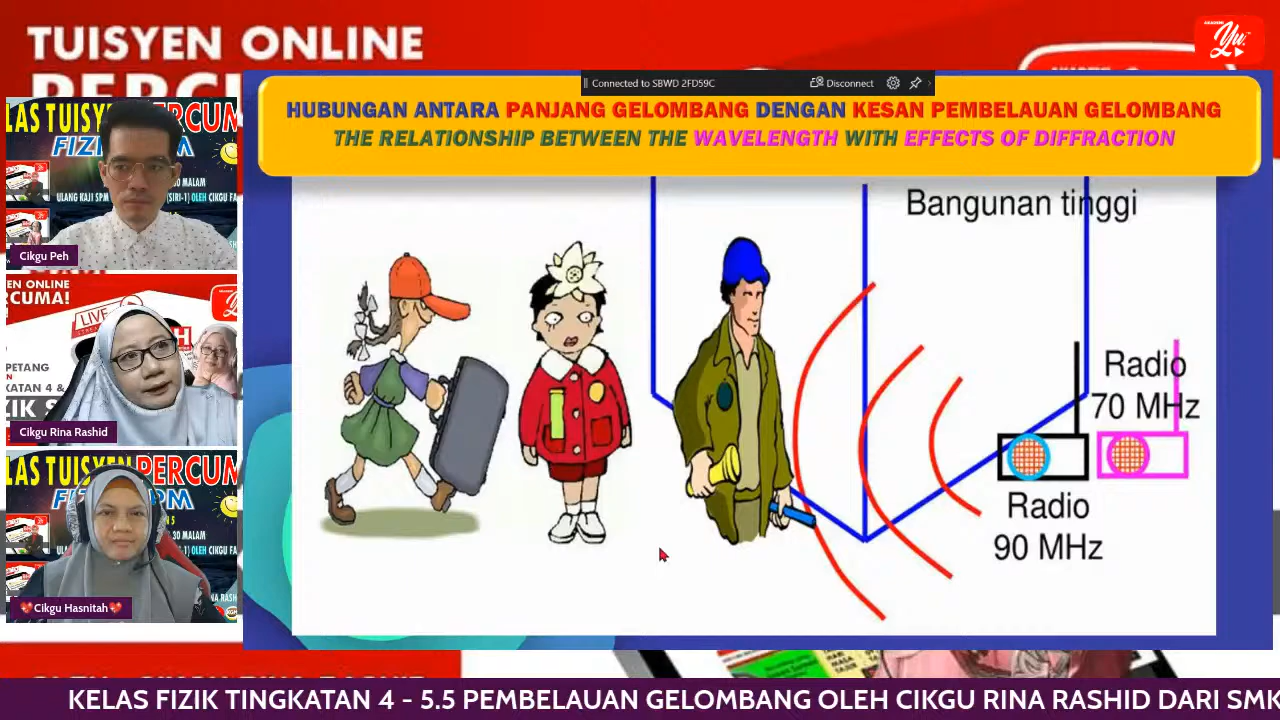 TUISYEN ONLINE
Connected to SBWD 2FD59C
Disconnect
HUBUNGAN ANTARA PANJANG GELOMBANG DENGAN KESAN PEMBELAUAN GELOMBANG
THE RELATIONSHIP BETWEEN THE WAVELENGTH WITH EFFECTS OF DIFFRACTION
Cikgu Peh
Cikgu Rina Rashid
Cikgu Hasnitah
Bangunan tinggi
Radio
70 MHz
Radio
90 MHz
KELAS FIZIK TINGKATAN 4 - 5.5 PEMBELAUAN GELOMBANG OLEH CIKGU RINA RASHID DARI SMK